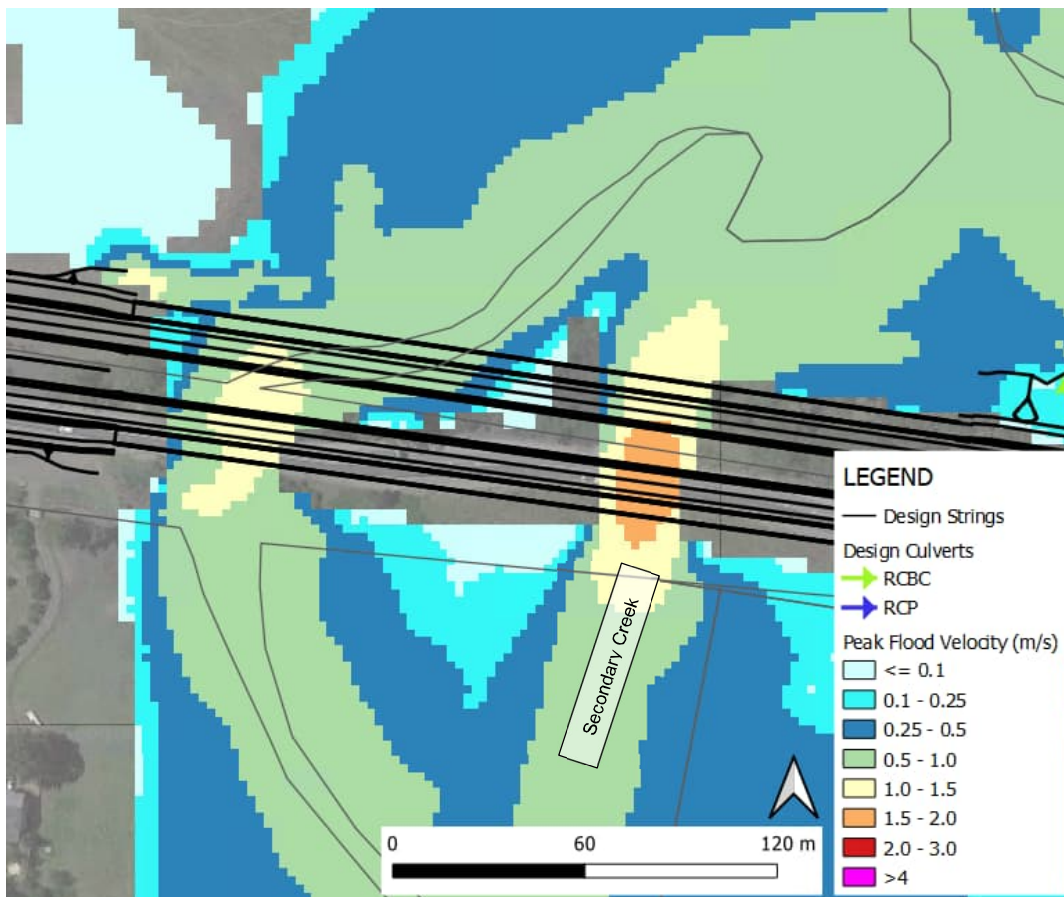 LEGEND
Design Strings
Design Culverts
RCBC
RCP
Peak Flood Velocity (m/s)
<= 0.1
0.1 - 0.25
0.25 - 0.5
0.5 - 1.0
1.0 - 1.5
1.5 - 2.0
2.0 - 3.0
>4
Secondary Creek
0 60 120 m